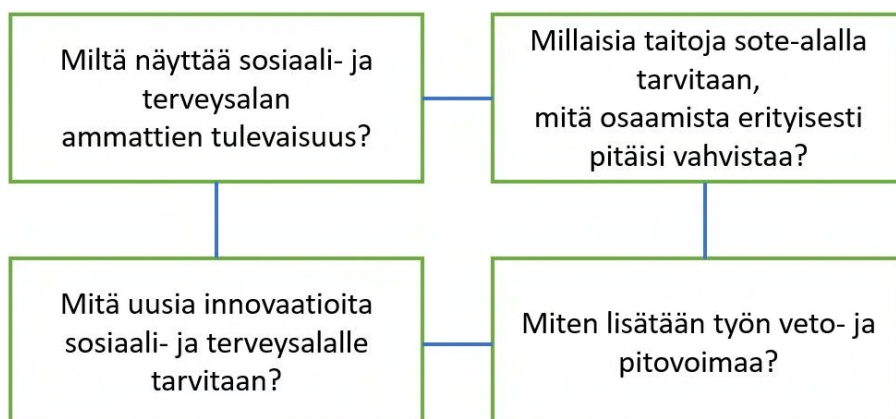 Miltä näyttää sosiaali- ja
terveysalan
ammattien tulevaisuus?
Millaisia taitoja sote-alalla
tarvitaan,
mitä osaamista erityisesti
pitäisi vahvistaa?
Mitä uusia innovaatioita
sosiaali- ja terveysalalle
tarvitaan?
Miten lisätään työn veto- ja
pitovoimaa?